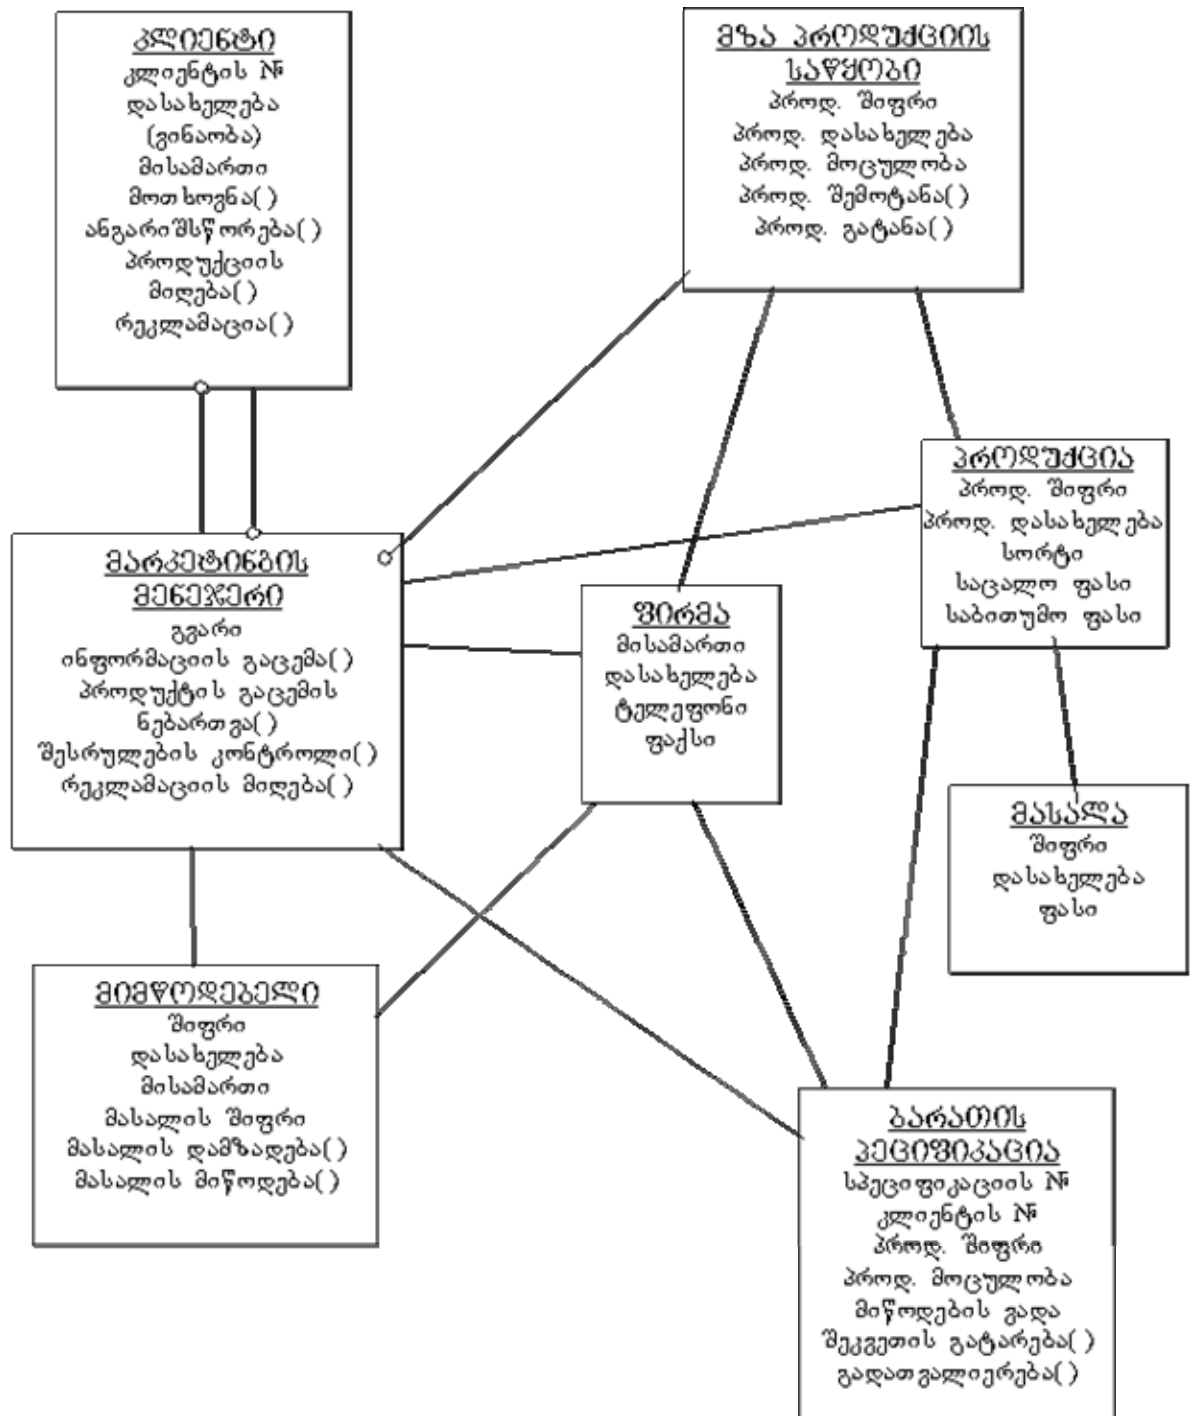 კლიენტი
კლიენტის №
დასახელება
(ვინაობა)
მისამართი
მოთხოვნა()
ანგარიშსწორება()
პროდუქციის
მიღება()
რეკლამაცია()
მზა პროდუქციის
საწყობი
პროდ. შიფრი
პროდ. დასახელება
პროდ. მოცულობა
პროდ. შემოტანა()
პროდ. გატანა()
პროდუქცია
პროდ. შიფრი
პროდ. დასახელება
სორტი
საცალო ფასი
საბითუმო ფასი
მარკეტინგის
მენეჯერი
გვარი
ინფორმაციის გაცემა()
პროდუქტის გაცემის
ნებართვა()
შესრულების კონტროლი()
რეკლამაციის მიღება()
ფირმა
მისამართი
დასახელება
ტელეფონი
ფაქსი
მასალა
შიფრი
დასახელება
ფასი
მიმწოდებელი
შიფრი
დასახელება
მისამართი
მასალის შიფრი
მასალის დამზადება()
მასალის მიწოდება()
ბარათის
პეციფიკაცია
სპეციფიკაციის №
კლიენტის №
პროდ. შიფრი
პროდ. მოცულობა
მიწოდების ვადა
შეკვეთის გატარება()
გადათვალიერება()